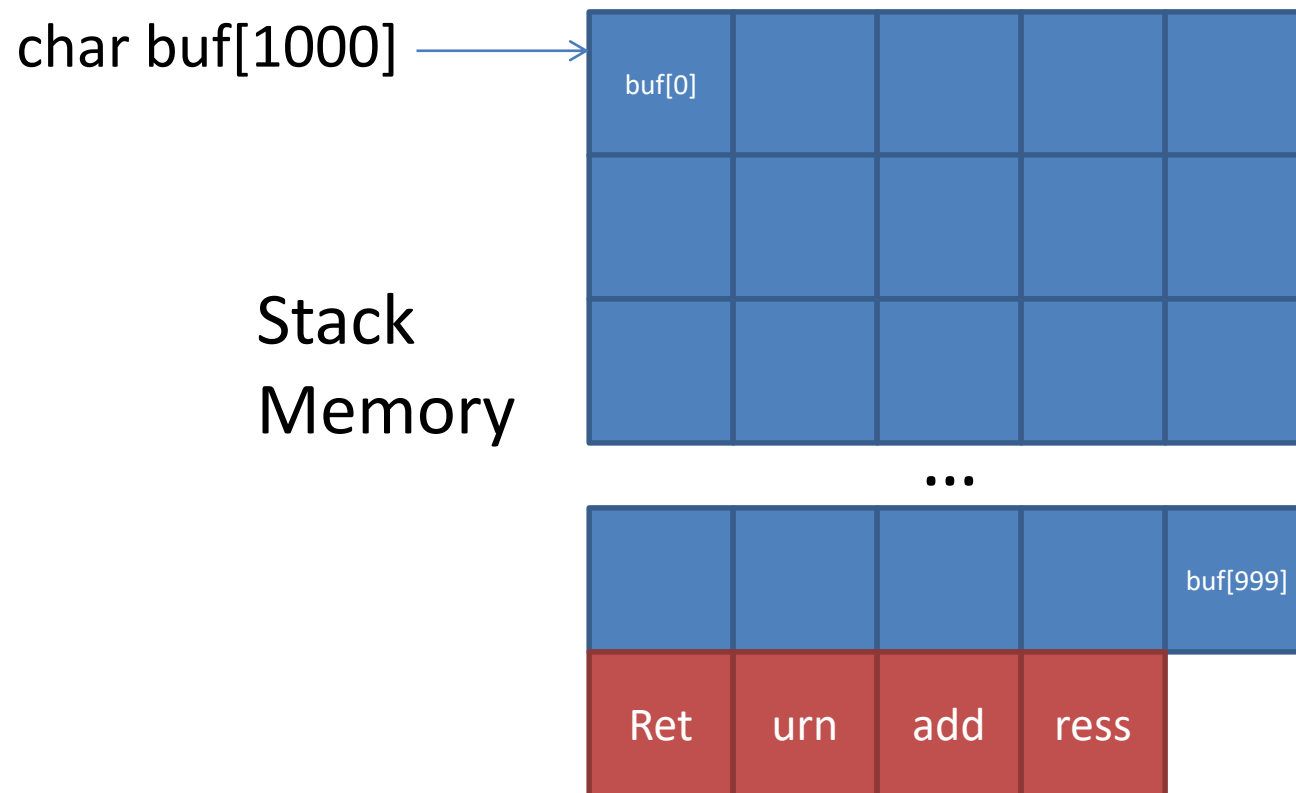 char buf[1000]
buf[0]
Stack
Memory
...
buf[999]
Ret urn add ress